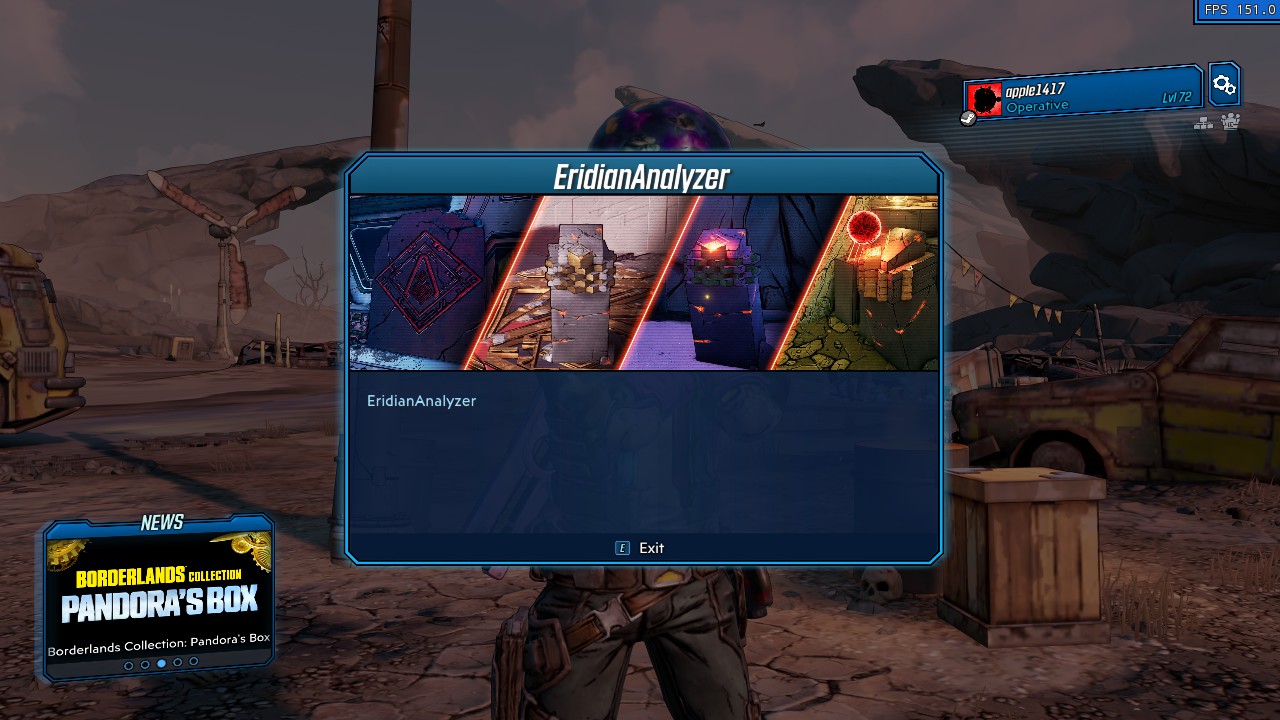 FPS 151.0
apple1417
Operative
Lvl 72
EridianAnalyzer
EridianAnalyzer
E Exit
NEWS
BORDERLANDS COLLECTION
PANDORA'S BOX
Borderlands Collection: Pandora's Box